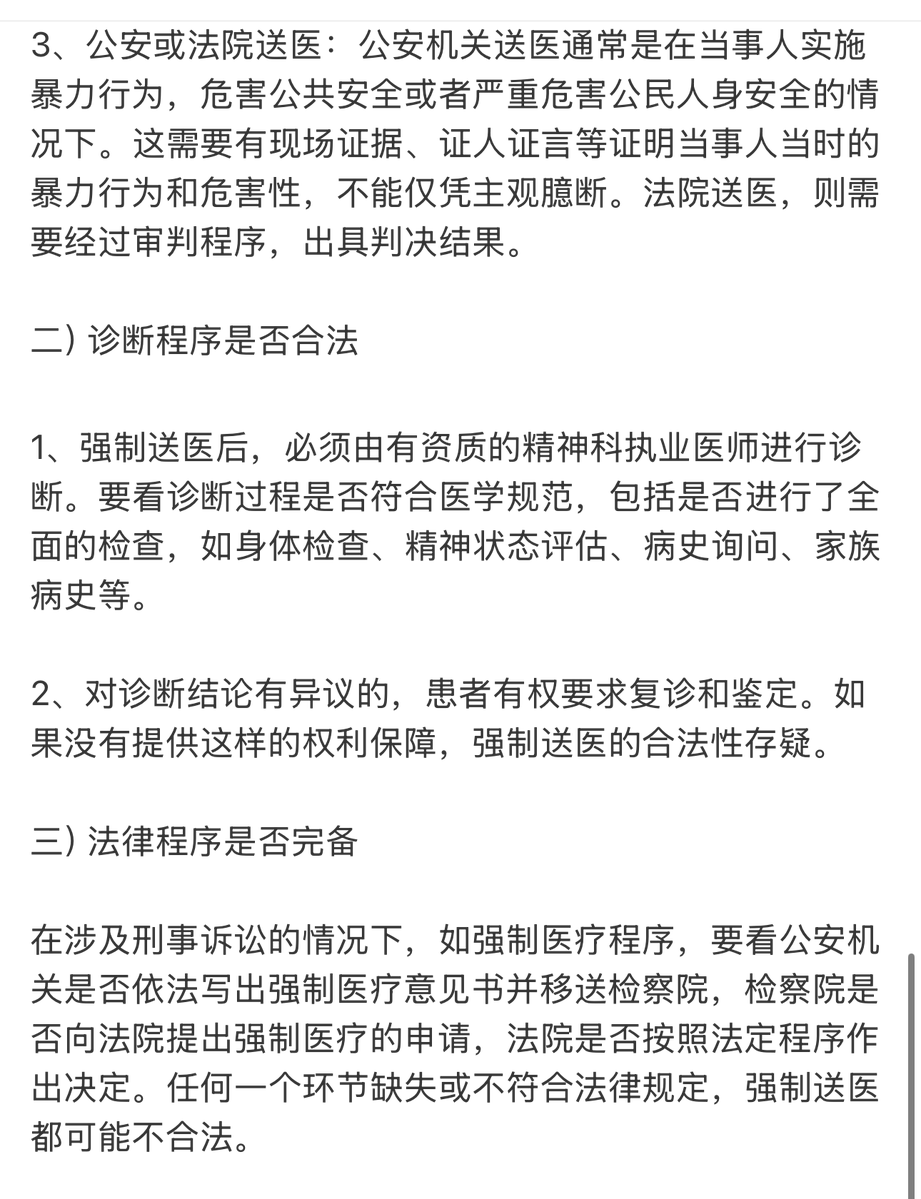 3、公安或法院送医：公安机关送医通常是在当事人实施
暴力行为，危害公共安全或者严重危害公民人身安全的情
况下。这需要有现场证据、证人证言等证明当事人当时的
暴力行为和危害性，不能仅凭主观臆断。法院送医，则需
要经过审判程序，出具判决结果。
二) 诊断程序是否合法
1、强制送医后，必须由有资质的精神科执业医师进行诊
断。要看诊断过程是否符合医学规范，包括是否进行了全
面的检查，如身体检查、精神状态评估、病史询问、家族
病史等。
2、对诊断结论有异议的，患者有权要求复诊和鉴定。如
果没有提供这样的权利保障，强制送医的合法性存疑。
三) 法律程序是否完备
在涉及刑事诉讼的情况下，如强制医疗程序，要看公安机
关是否依法写出强制医疗意见书并移送检察院，检察院是
否向法院提出强制医疗的申请，法院是否按照法定程序作
出决定。任何一个环节缺失或不符合法律规定，强制送医
都可能不合法。